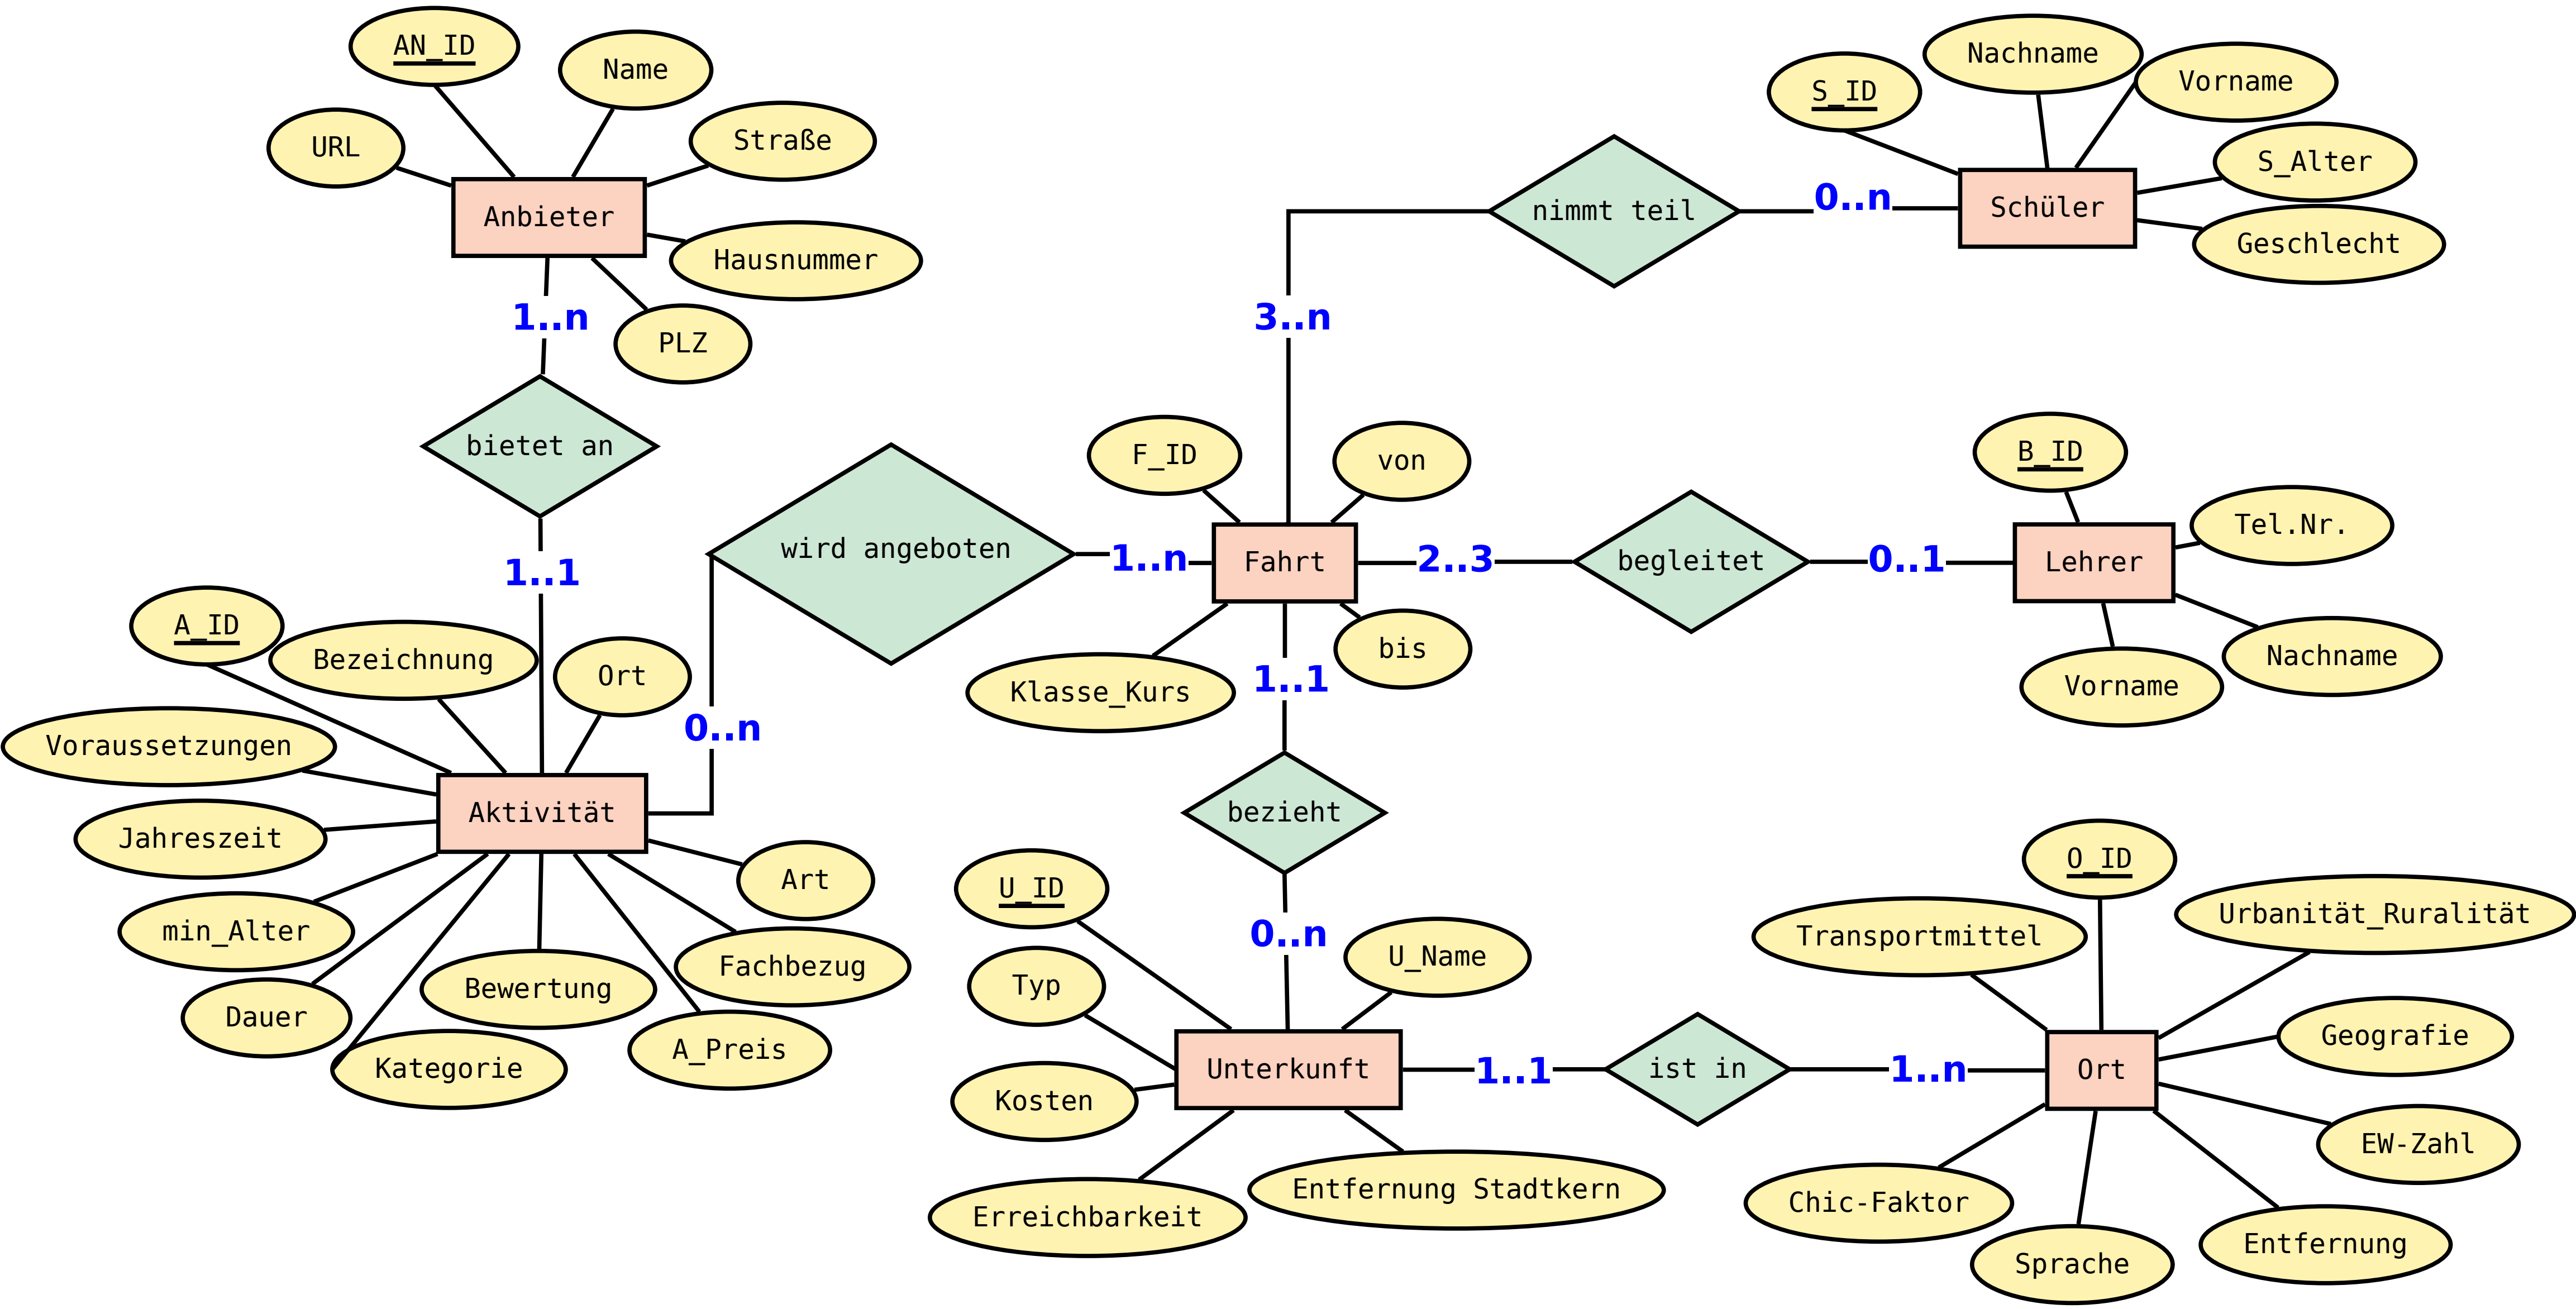 AN_ID
Name
URL
Straße
Anbieter
Hausnummer
PLZ
1..n
bietet an
1..1
S_ID
Nachname
Vorname
S_Alter
Geschlecht
Schüler
0..n
nimmt teil
3..n
F_ID
von
wird angeboten
1..n
Fahrt
2..3
begleitet
0..1
Lehrer
B_ID
Tel.Nr.
Nachname
Vorname
bis
Klasse_Kurs
1..1
bezieht
0..n
A_ID
Bezeichnung
Ort
0..n
Voraussetzungen
Aktivität
Jahreszeit
Art
min_Alter
Fachbezug
Bewertung
Dauer
A_Preis
Kategorie
U_ID
U_Name
Typ
Unterkunft
Kosten
Erreichbarkeit
Entfernung Stadtkern
1..1
ist in
1..n
Ort
O_ID
Transportmittel
Urbanität_Ruralität
Geografie
EW-Zahl
Chic-Faktor
Sprache
Entfernung